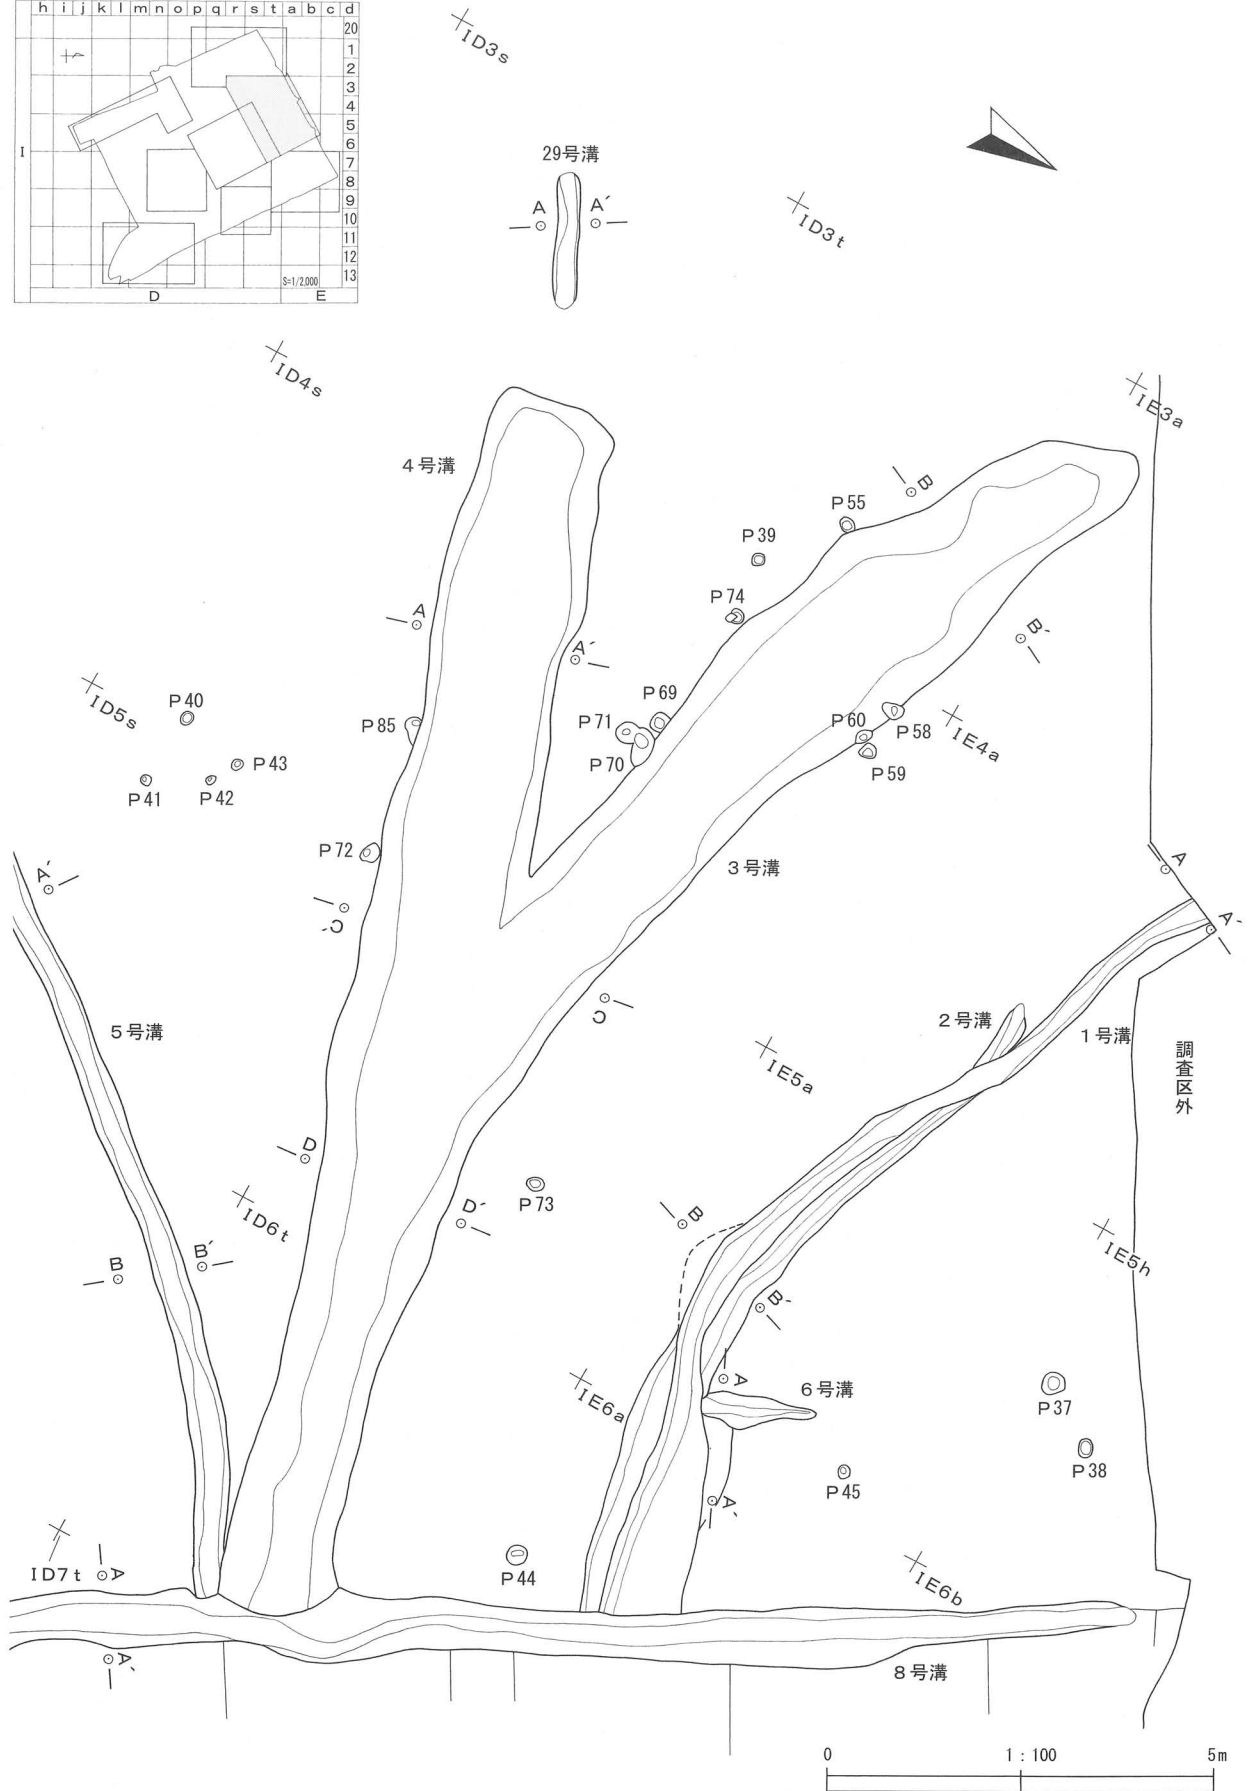 h i j k l m n o p q r s t a b c d
20
1
2
3
4
5
6
7
8
9
10
11
12
13
I
S=1/2,000
D E
ID3s
29号溝
A A′
ID3t
ID4s
IE3a
4号溝
B
P55
P39
P74
A
A′
B′
ID5s
P40
P85
P69
P71
P70
P60
P58
IE4a
P59
P43
P41
P42
P72
3号溝
A
A′
A′
C′
C
5号溝
2号溝
1号溝
調査区外
IE5a
D
ID6t
D′
P73
B
IE5h
B
B′
B′
A
IE6a
6号溝
P37
P38
P45
A′
ID7t
A
P44
IE6b
A′
8号溝
0 1:100 5m